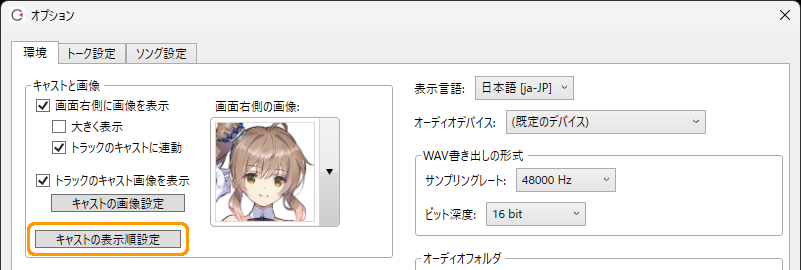 オプション
環境
トーク設定
ソング設定
キャストと画像
画面右側に画像を表示
大きく表示
トラックのキャストに連動
トラックのキャスト画像を表示
キャストの画像設定
キャストの表示順設定
画面右側の画像:
表示言語: 日本語 [ja-JP]
オーディオデバイス: (既定のデバイス)
WAV書き出しの形式
サンプリングレート: 48000 Hz
ビット深度: 16 bit
オーディオフォルダ